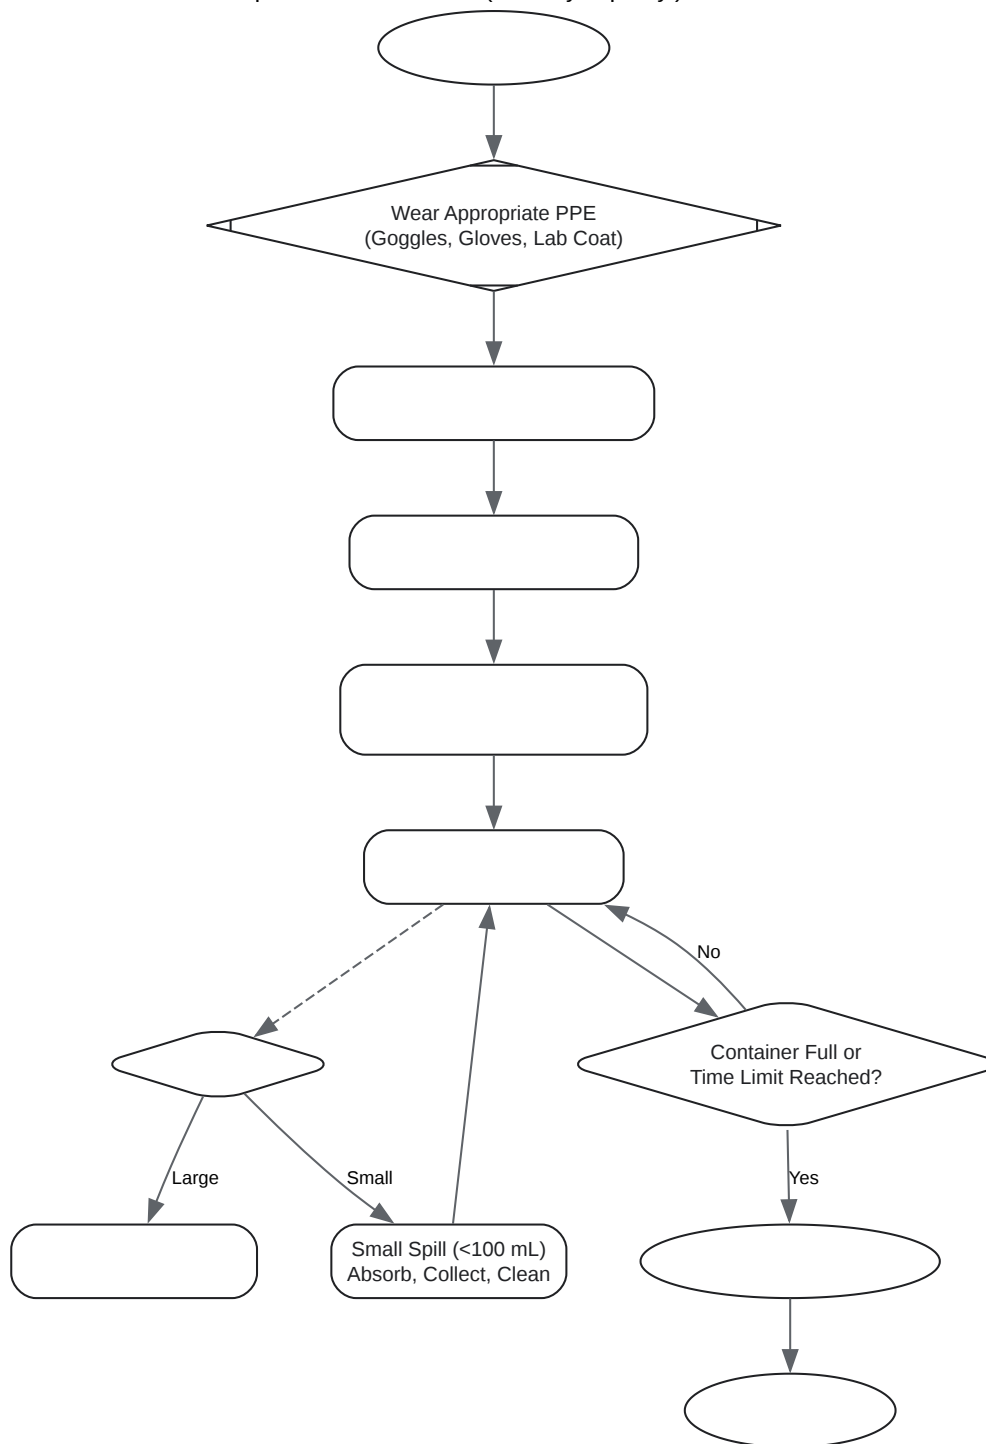 Wear Appropriate PPE
(Goggles, Gloves, Lab Coat)
No
Container Full or
Time Limit Reached?
Large
Small
Yes
Small Spill (<100 mL)
Absorb, Collect, Clean